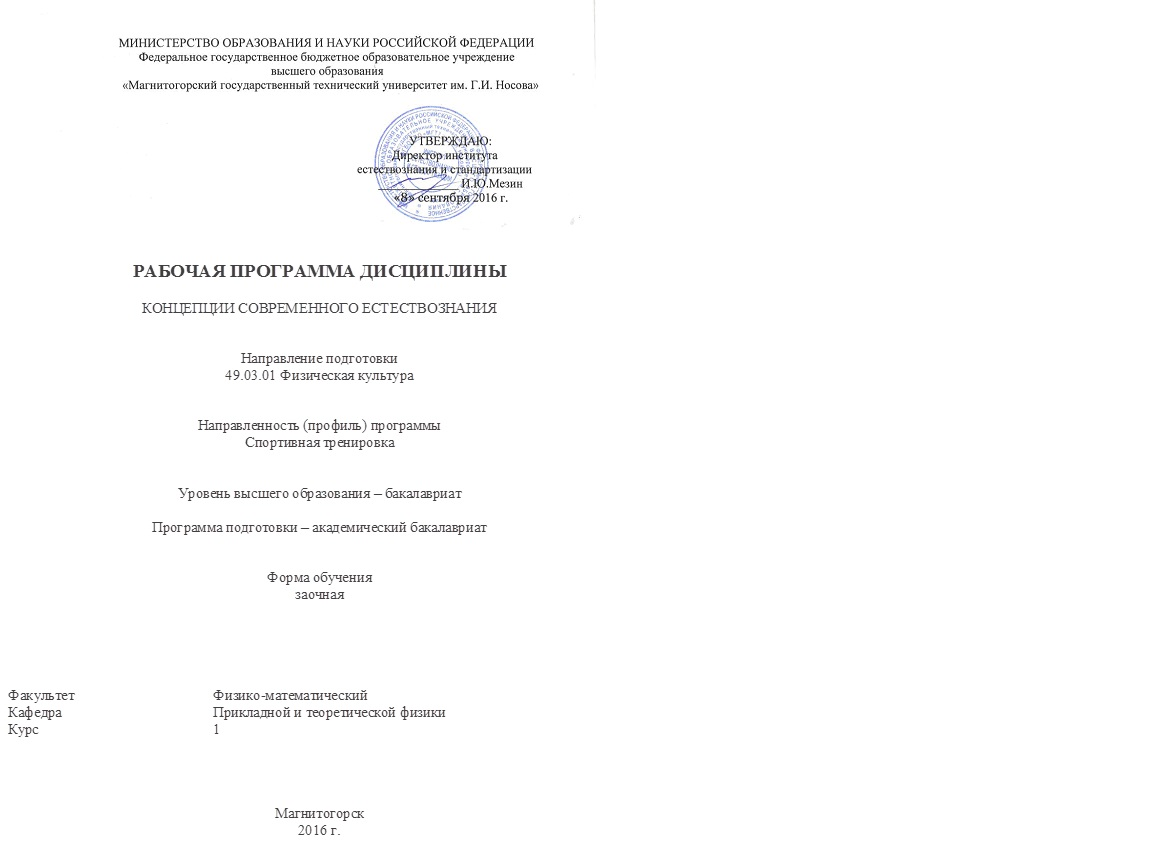 МИНИСТЕРСТВО ОБРАЗОВАНИЯ И НАУКИ РОССИЙСКОЙ ФЕДЕРАЦИИ
Федеральное государственное бюджетное образовательное учреждение
высшего образования
«Магнитогорский государственный технический университет им. Г.И. Носова»
УТВЕРЖДАЮ:
Директор института
естествознания и стандартизации
И.Ю.Мезин
«8» сентября 2016 г.
РАБОЧАЯ ПРОГРАММА ДИСЦИПЛИНЫ
КОНЦЕПЦИИ СОВРЕМЕННОГО ЕСТЕСТВОЗНАНИЯ
Направление подготовки
49.03.01 Физическая культура
Направленность (профиль) программы
Спортивная тренировка
Уровень высшего образования – бакалавриат
Программа подготовки – академический бакалавриат
Форма обучения
заочная
Факультет Физико-математический
Кафедра Прикладной и теоретической физики
Курс 1
Магнитогорск
2016 г.